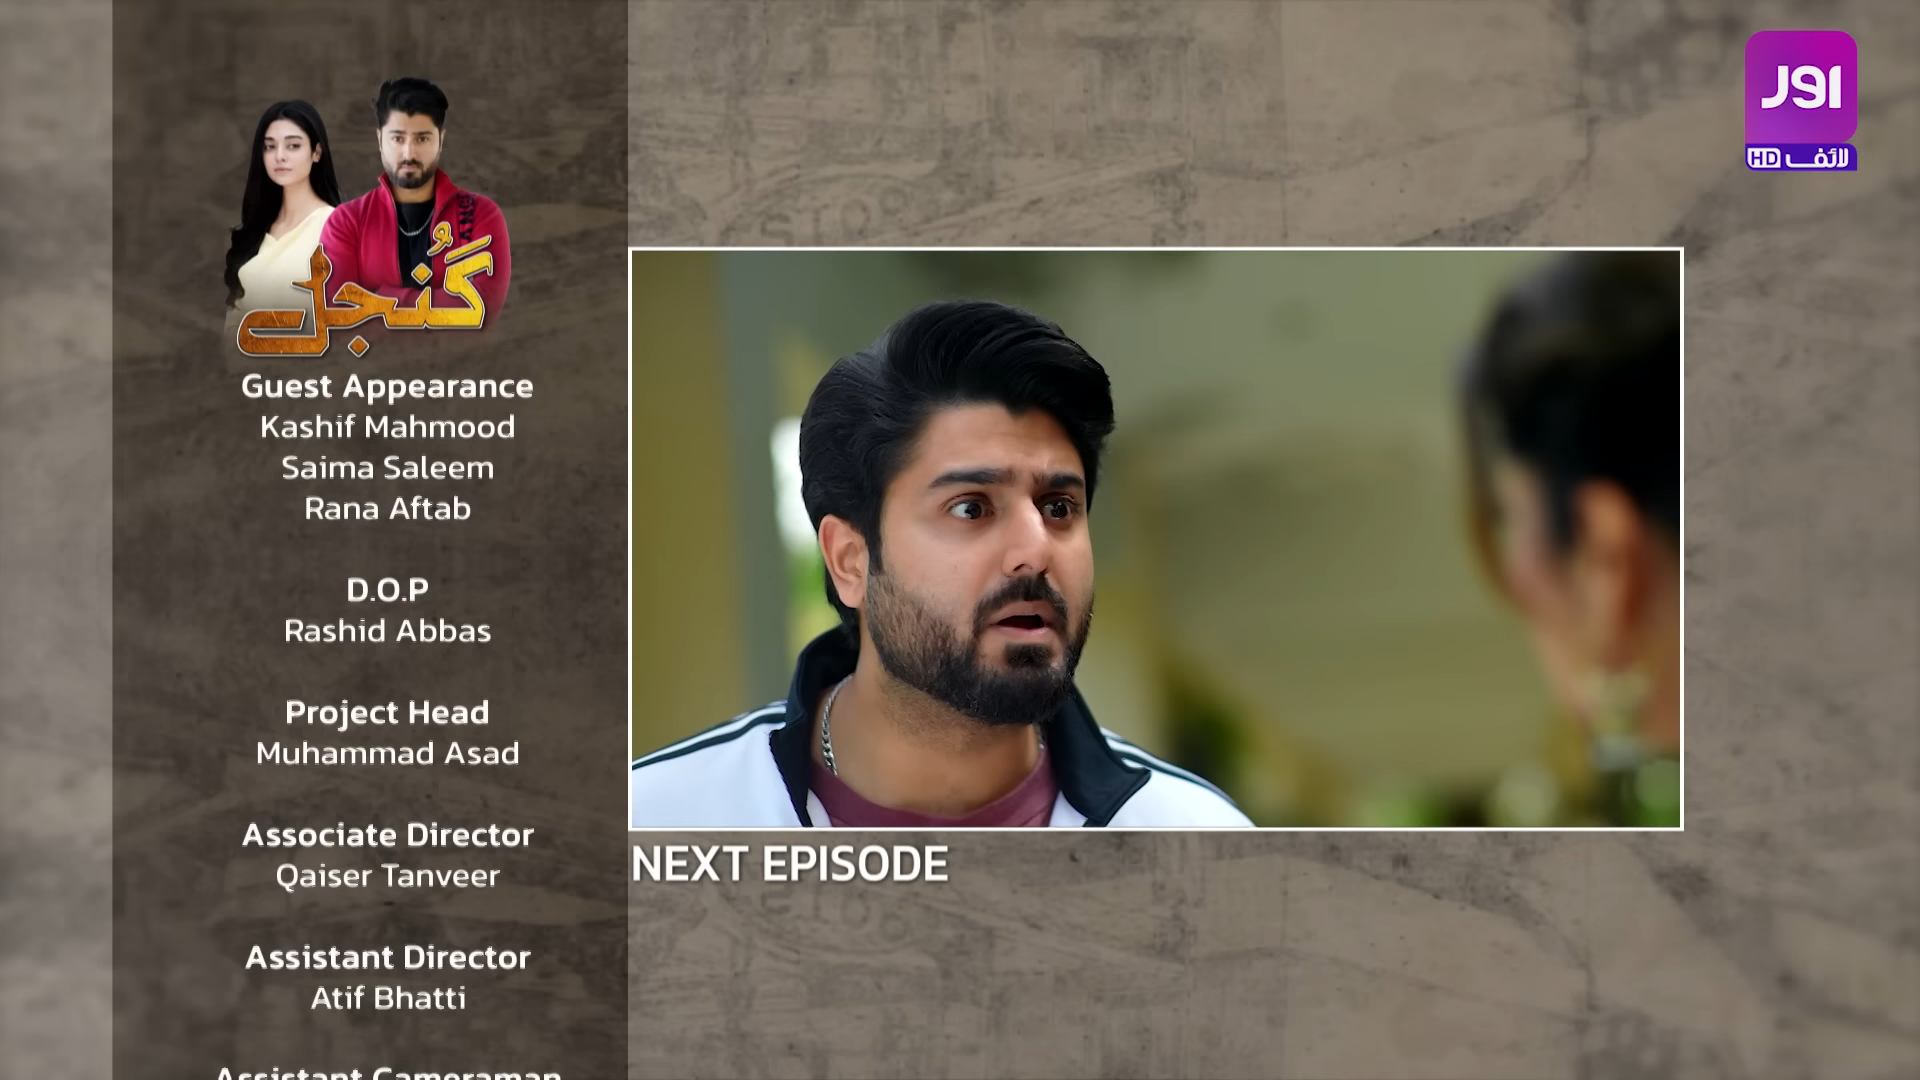 گُنجل
Guest Appearance
Kashif Mahmood
Saima Saleem
Rana Aftab
D.O.P
Rashid Abbas
Project Head
Muhammad Asad
Associate Director
Qaiser Tanveer
Assistant Director
Atif Bhatti
Assistant Cameraman
NEXT EPISODE
اور
لائف HD